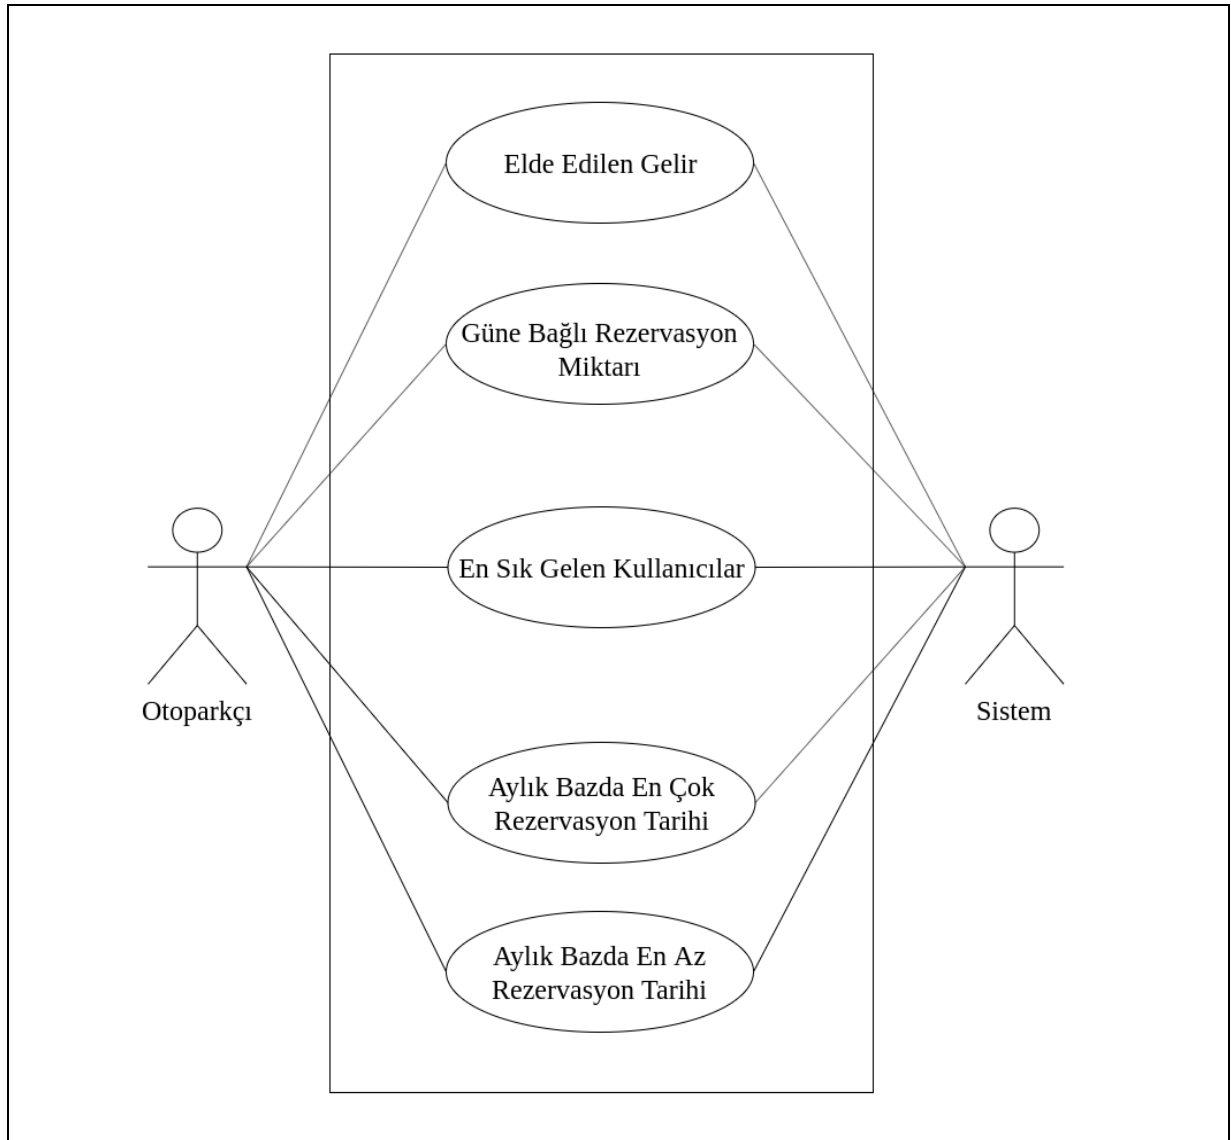 Elde Edilen Gelir
Güne Bağlı Rezervasyon
Miktarı
En Sık Gelen Kullanıcılar
Otoparkçı
Sistem
Aylık Bazda En Çok
Rezervasyon Tarihi
Aylık Bazda En Az
Rezervasyon Tarihi